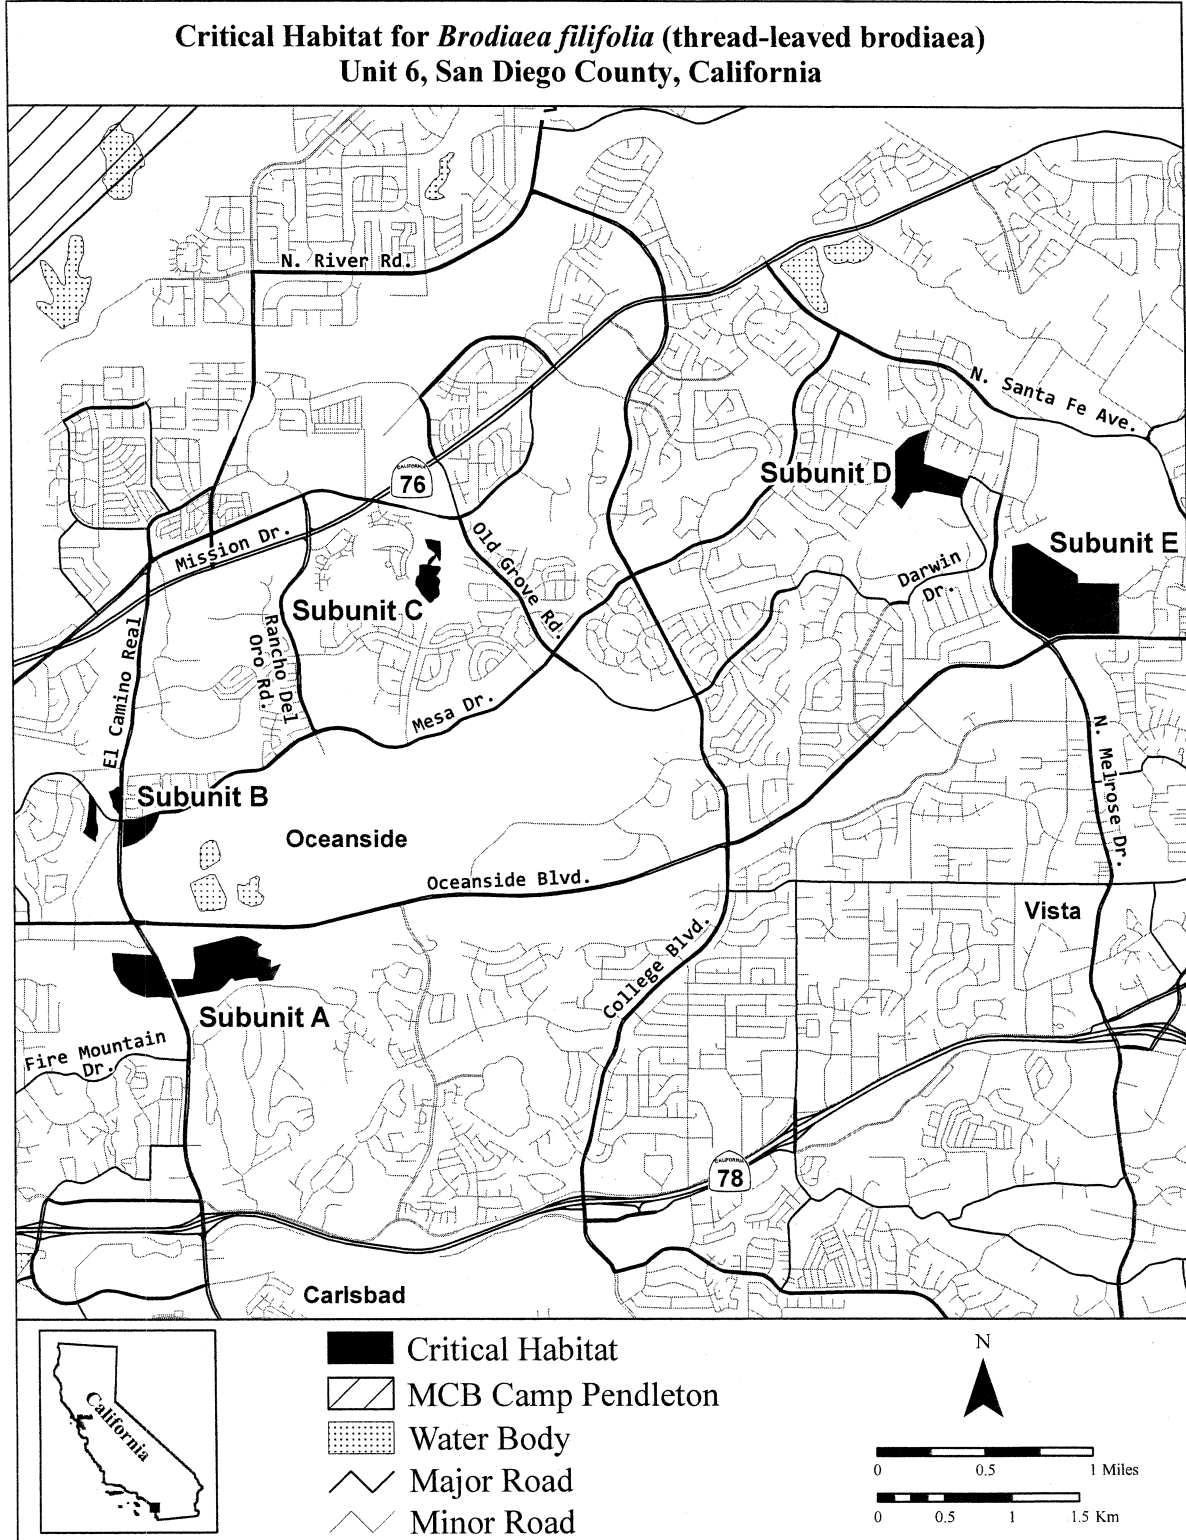 Critical Habitat for Brodiaea filifolia (thread-leaved brodiaea)
Unit 6, San Diego County, California
N. River Rd.
N. Santa Fe Ave.
CALIFORNIA
76
Subunit D
Mission Dr.
Old Grove Rd.
Subunit E
Darwin
Dr.
Subunit C
El Camino Real
Rancho Del
Oro Rd.
Mesa Dr.
N. Melrose Dr.
Subunit B
Oceanside
Oceanside Blvd.
Vista
College Blvd.
Subunit A
Fire Mountain
Dr.
CALIFORNIA
78
Carlsbad
California
Critical Habitat
MCB Camp Pendleton
Water Body
Major Road
Minor Road
N
0 0.5 1 Miles
0 0.5 1 1.5 Km